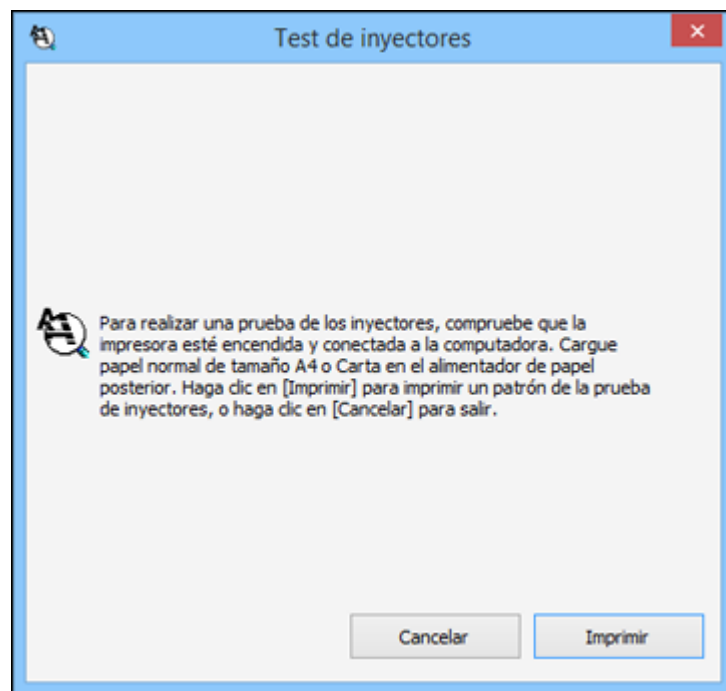 Test de inyectores
Para realizar una prueba de los inyectores, compruebe que la
impresora esté encendida y conectada a la computadora. Cargue
papel normal de tamaño A4 o Carta en el alimentador de papel
posterior. Haga clic en [Imprimir] para imprimir un patrón de la prueba
de inyectores, o haga clic en [Cancelar] para salir.
Cancelar
Imprimir